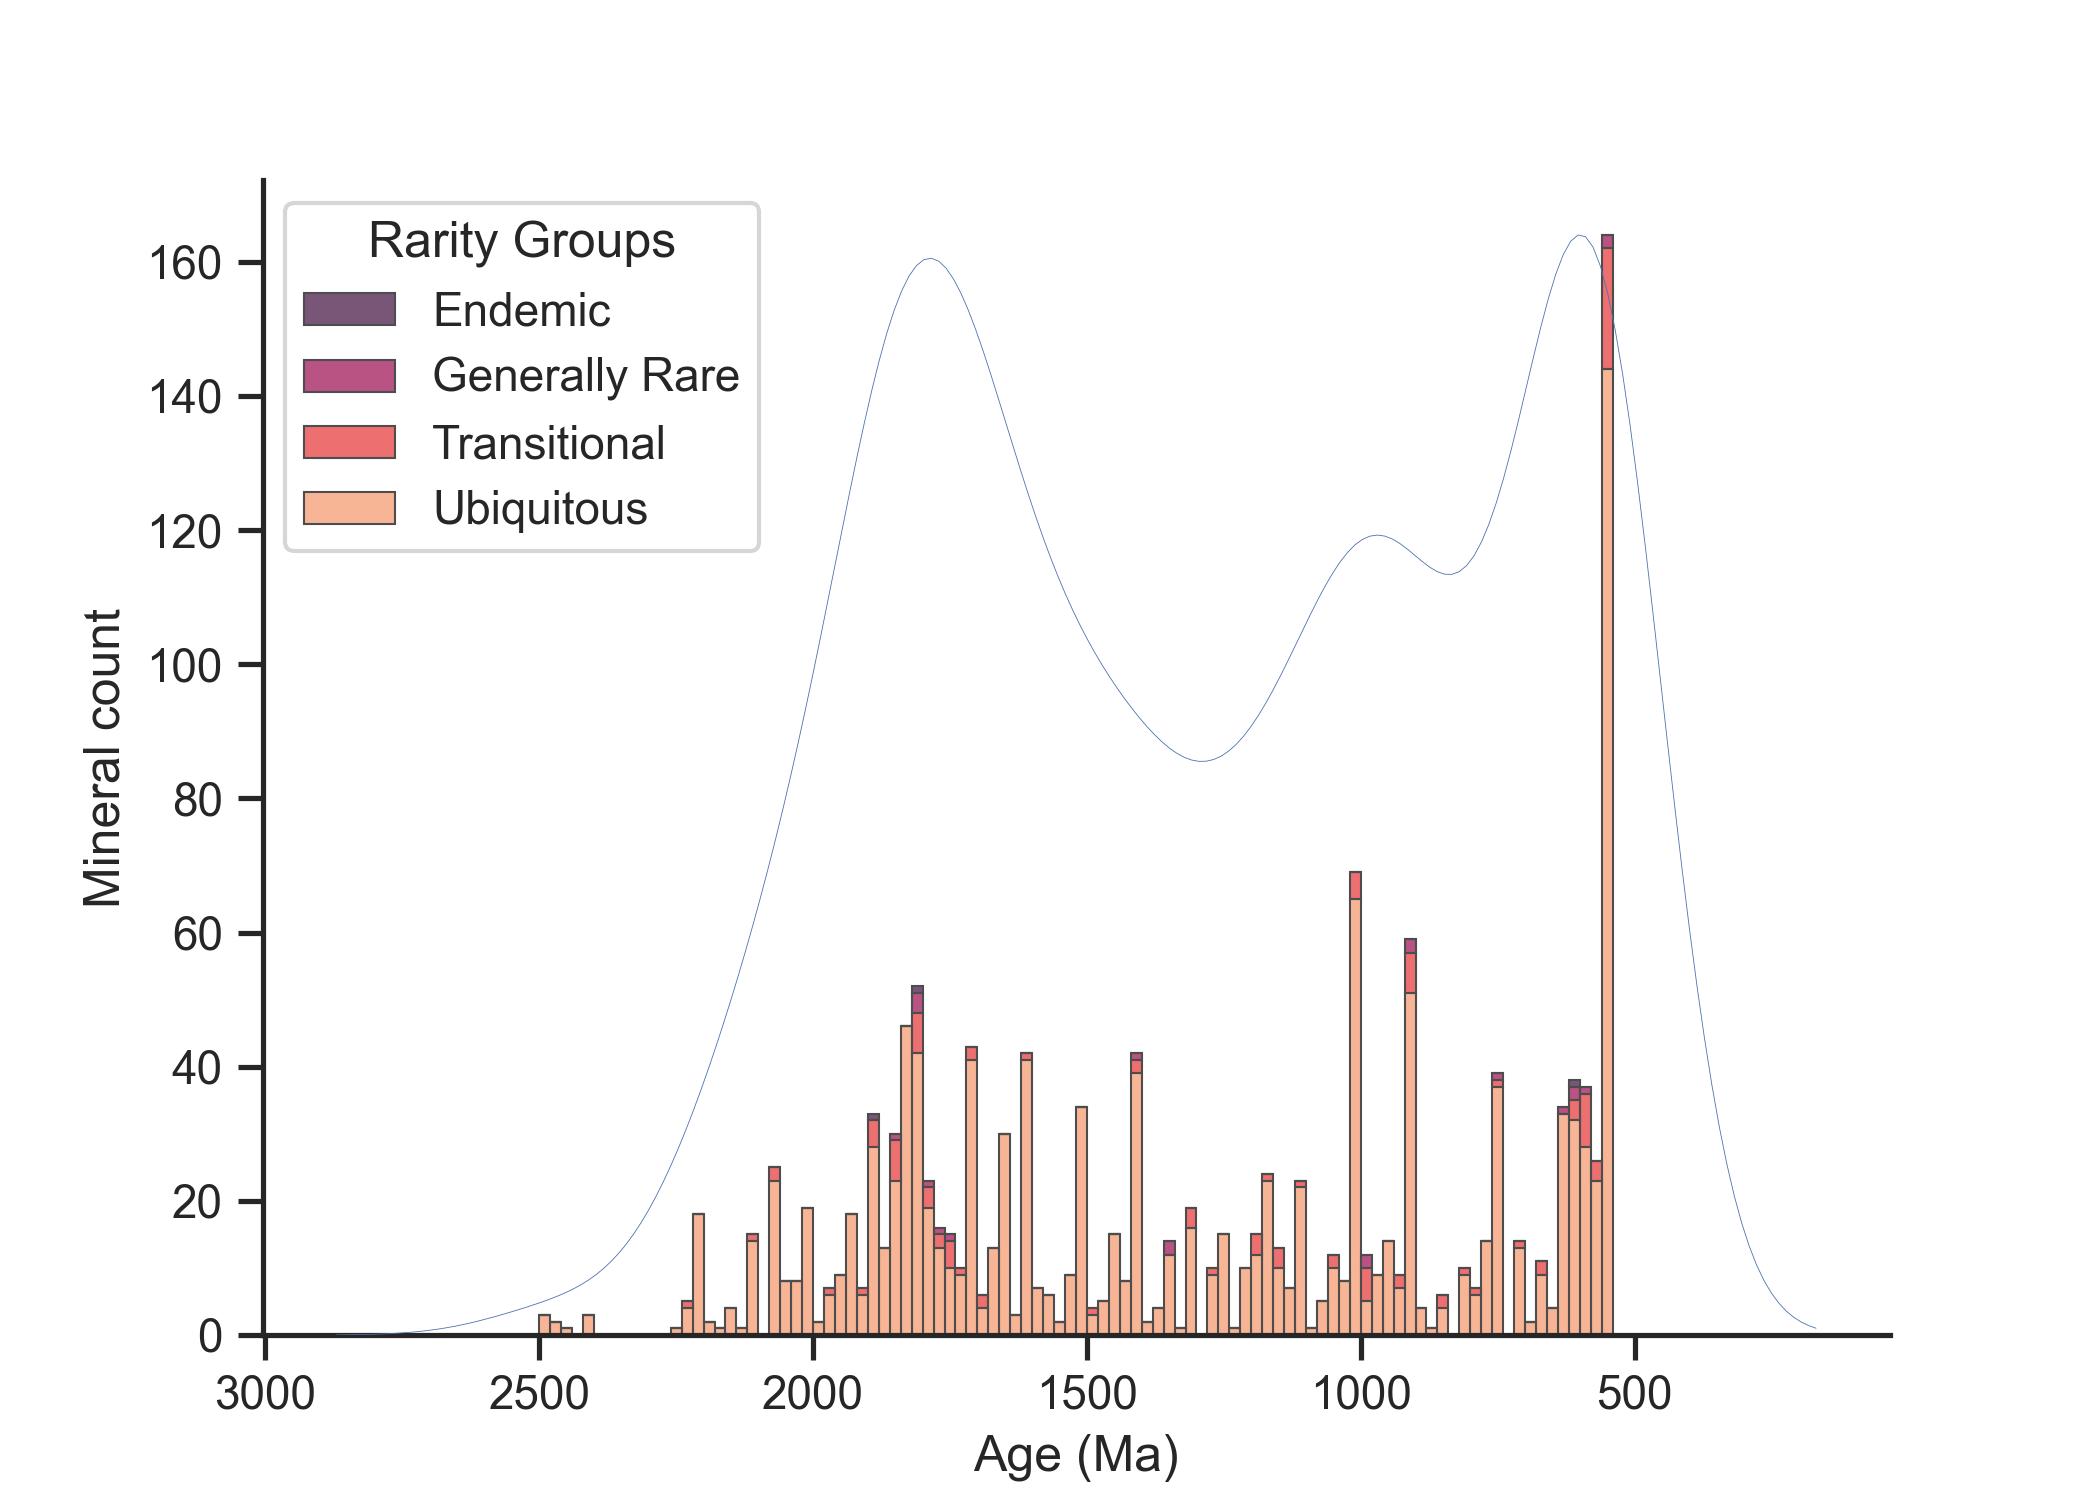 Rarity Groups
Endemic
Generally Rare
Transitional
Ubiquitous
160
140
120
100
80
60
40
20
0
Mineral count
3000 2500 2000 1500 1000 500
Age (Ma)